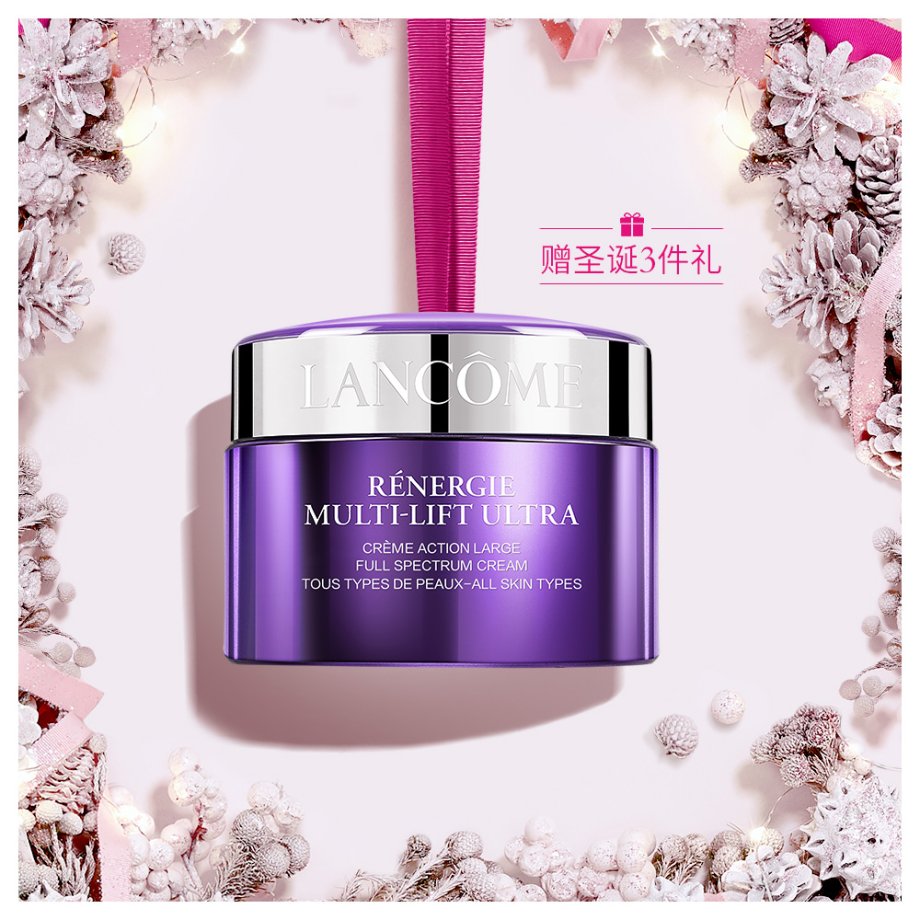 赠圣诞3件礼
LANCÔME
RÉNERGIE
MULTI-LIFT ULTRA
CRÈME ACTION LARGE
FULL SPECTRUM CREAM
TOUS TYPES DE PEAUX–ALL SKIN TYPES